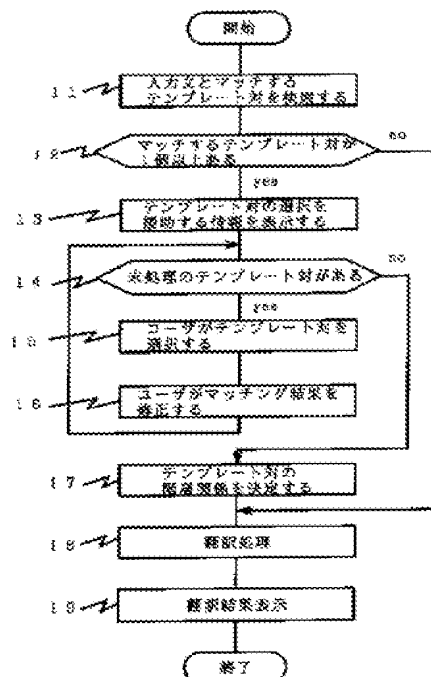 開始
11
入力文とマッチする
テンプレート対を検索する
12
マッチするテンプレート対が
1個以上ある
no
yes
13
テンプレート対の選択を
援助する情報を表示する
14
未処理のテンプレート対がある
no
yes
15
ユーザがテンプレート対を
選択する
16
ユーザがマッチング結果を
修正する
17
テンプレート対の
階層関係を決定する
18
翻訳処理
19
翻訳結果表示
終了